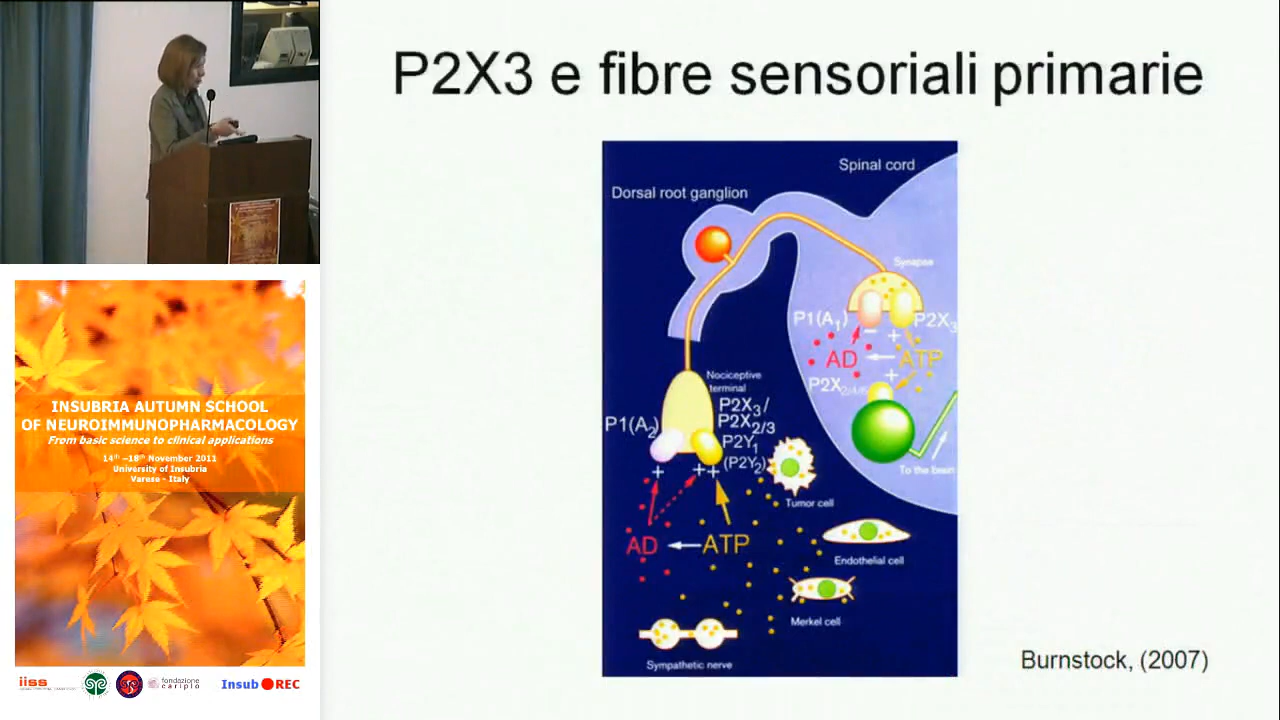 P2X3 e fibre sensoriali primarie
Spinal cord
Dorsal root ganglion
Synapse
P1(A1)
P2X3
AD
ATP
P2X2/4/6
To the brain
Nociceptive
terminal
P2X3/
P2X2/3
P2Y1
(P2Y2)
P1(A2)
Tumor cell
AD
ATP
Endothelial cell
Merkel cell
Sympathetic nerve
Burnstock, (2007)
INSUBRIA AUTUMN SCHOOL
OF NEUROIMMUNOPHARMACOLOGY
From basic science to clinical applications
14th –18th November 2011
University of Insubria
Varese - Italy
iiss
fondazione
cariplo
Insub REC